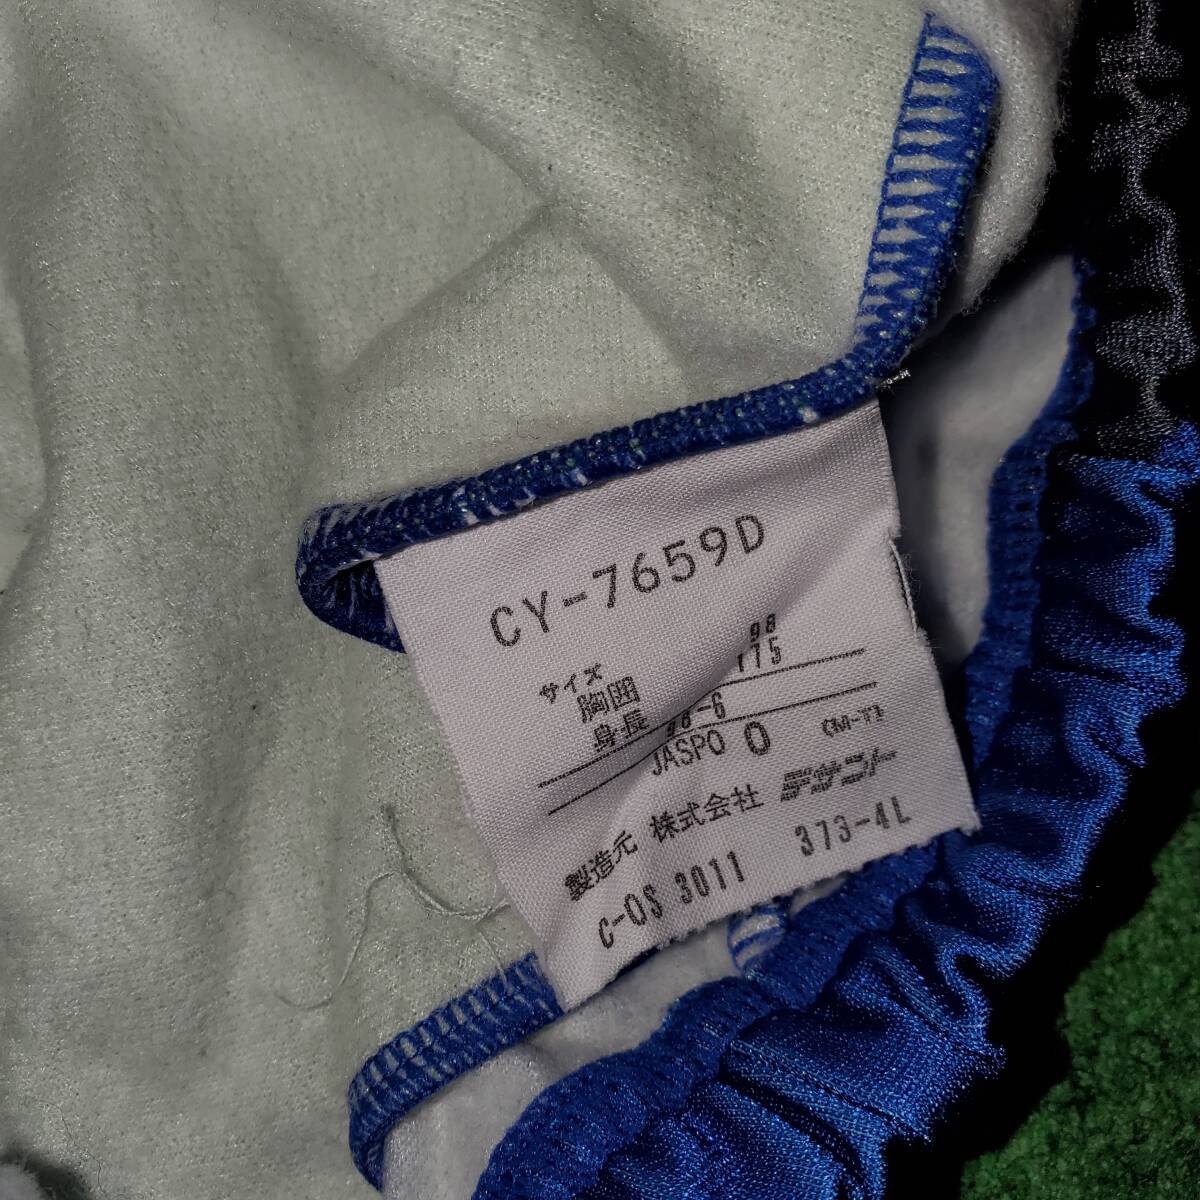 CY-7659D
サイズ
胸囲 98
身長 175
98-6
JASPO O (M-T)
製造元 株式会社 デサント
C-OS 3011 373-4L